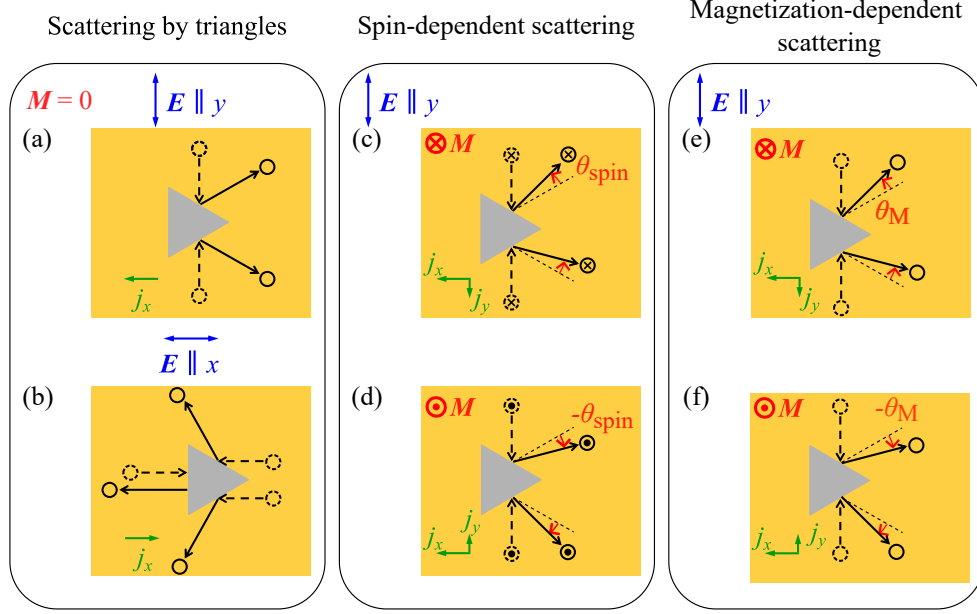 Scattering by triangles
Spin-dependent scattering
Magnetization-dependent
scattering
M = 0
E ∥ y
(a)
j_x
E ∥ x
(b)
j_x
E ∥ y
(c)
M
θ_spin
j_x
j_y
(d)
M
-θ_spin
j_x
j_y
E ∥ y
(e)
M
θ_M
j_x
j_y
(f)
M
-θ_M
j_x
j_y